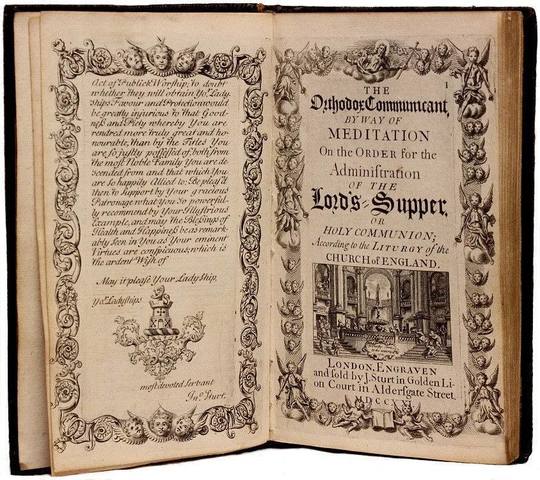 Act of Publick Worship; to doubt
whether they will obtain Yo.r Lady
Ships Favour and Protection would
be greatly injurious to that Good-
neſs and Piety whereby You are
rendred more truly great and ho-
nourable, than by the Titles You
are so justly poſſeſſed of, both from
the most Noble Family You are de-
scended from and that which You
are so happily Allied to; Be pleas'd
then to support by Your gracious
Patronage what You So powerful-
ly recommend by Your Illustrious
Example, and may the Bleſsings of
Health and Happineſs be as remark-
ably seen in You as Your eminent
Virtues are conspicuous; which is
the ardent Wish of
May it please Your Ladyship,
Yo.r Ladyships
most devoted Servant
Jn.o Sturt.
1
THE
Orthodox Communicant,
BY WAY OF
MEDITATION
On the ORDER for the
Adminiſtration
OF THE
Lord's-Supper,
OR
HOLY COMMUNION;
According to the LITURGY of the
CHURCH of ENGLAND.
LONDON, ENGRAVEN
and ſold by J. Sturt in Golden Li-
on Court in Alderſgate Street,